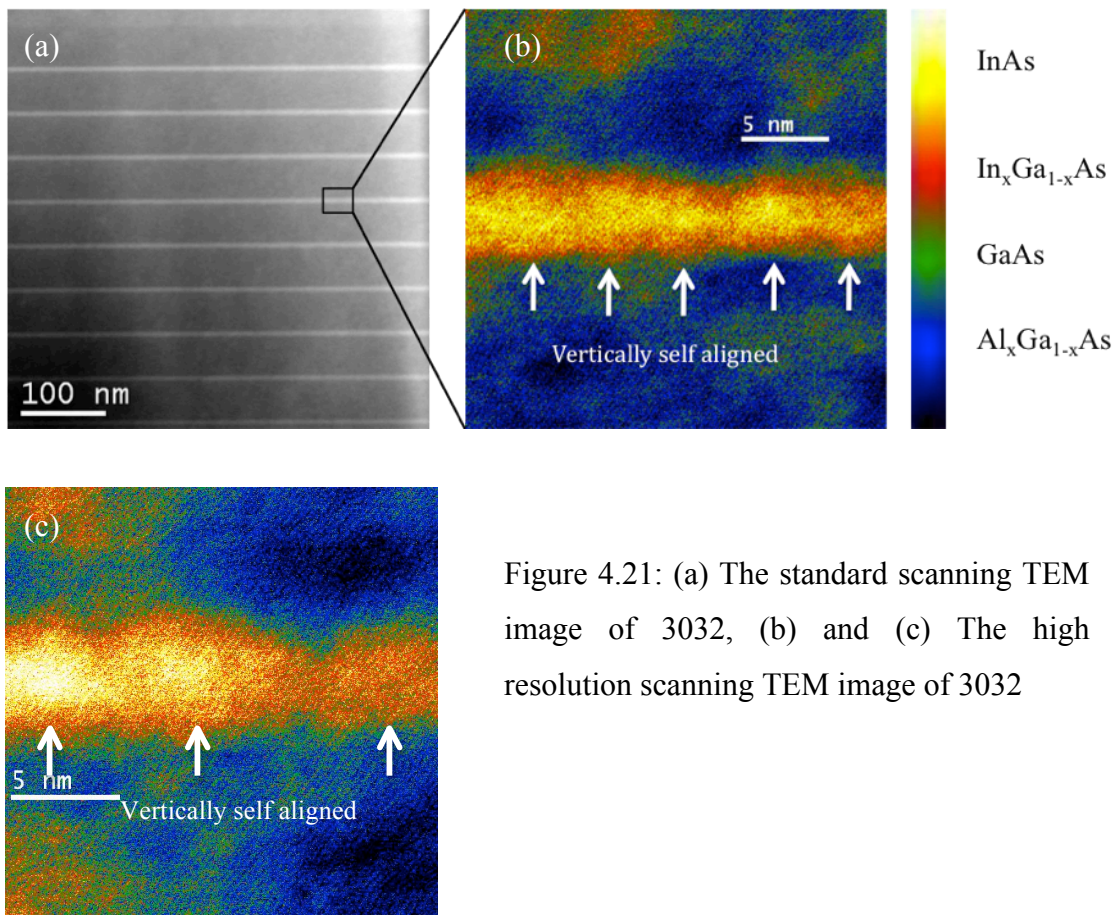 (a)
100 nm
(b)
5 nm
Vertically self aligned
InAs
InₓGa₁₋ₓAs
GaAs
AlₓGa₁₋ₓAs
(c)
5 nm
Vertically self aligned
Figure 4.21: (a) The standard scanning TEM
image of 3032, (b) and (c) The high
resolution scanning TEM image of 3032